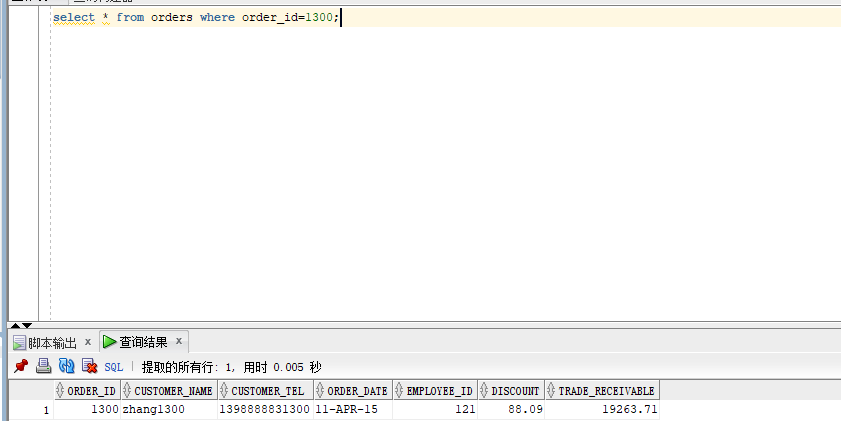 select * from orders where order_id=1300;
脚本输出 x 查询结果 x
SQL | 提取的所有行: 1, 用时 0.005 秒
ORDER_ID CUSTOMER_NAME CUSTOMER_TEL ORDER_DATE EMPLOYEE_ID DISCOUNT TRADE_RECEIVABLE
1 1300 zhang1300 1398888831300 11-APR-15 121 88.09 19263.71